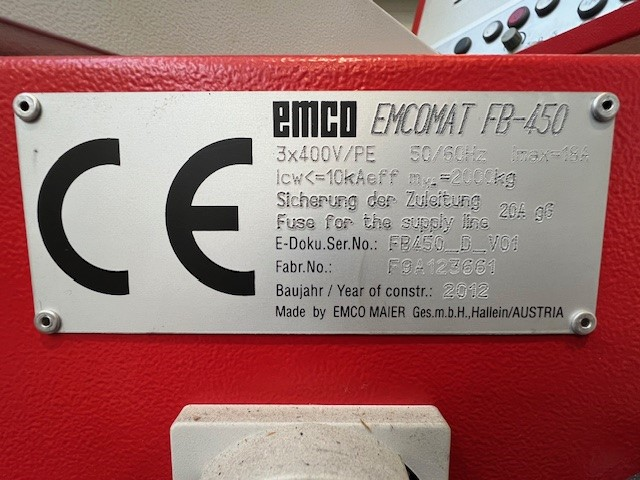 CE
emco EMCOMAT FB-450
3x400V/PE 50/60Hz Imax=18A
Icw<=10kAeff =2000kg
Sicherung der Zuleitung
Fuse for the supply line 20A gG
E-Doku.Ser.No.: FB450_D_V01
Fabr.No.: F9A123661
Baujahr / Year of constr.: 2012
Made by EMCO MAIER Ges.m.b.H.,Hallein/AUSTRIA